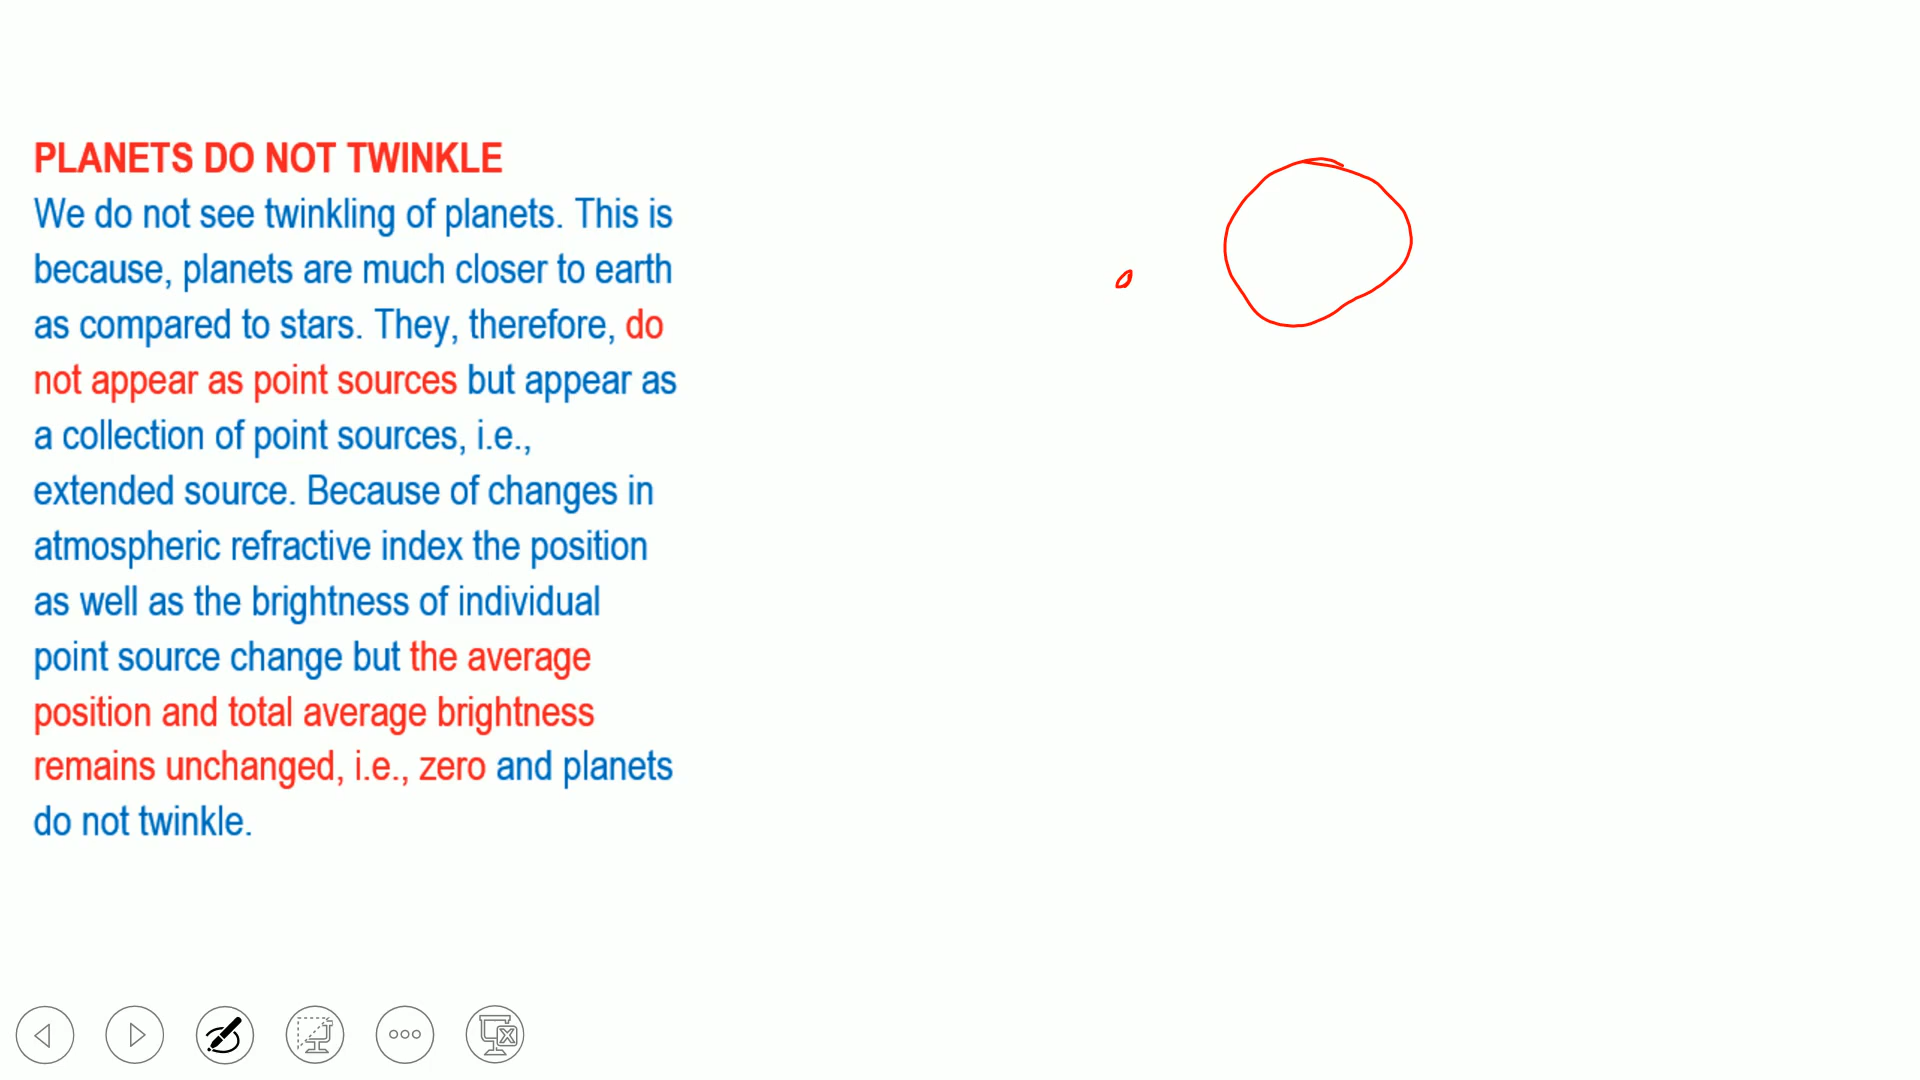 PLANETS DO NOT TWINKLE
We do not see twinkling of planets. This is
because, planets are much closer to earth
as compared to stars. They, therefore, do
not appear as point sources but appear as
a collection of point sources, i.e.,
extended source. Because of changes in
atmospheric refractive index the position
as well as the brightness of individual
point source change but the average
position and total average brightness
remains unchanged, i.e., zero and planets
do not twinkle.